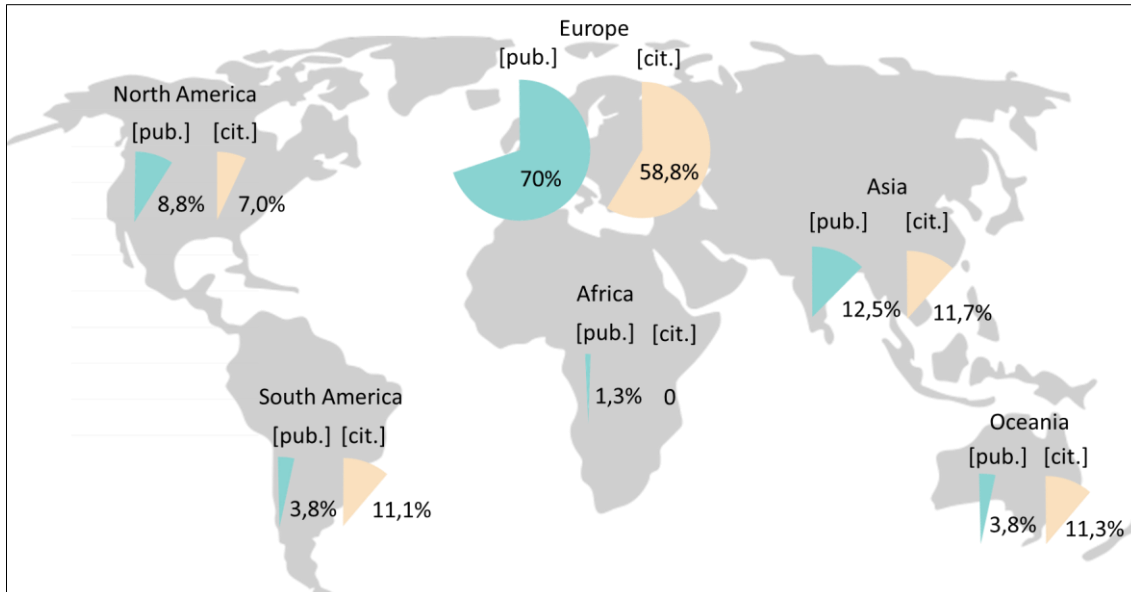 Europe
[pub.] [cit.]
70% 58,8%
North America
[pub.] [cit.]
8,8% 7,0%
Asia
[pub.] [cit.]
12,5% 11,7%
Africa
[pub.] [cit.]
1,3% 0
South America
[pub.] [cit.]
3,8% 11,1%
Oceania
[pub.] [cit.]
3,8% 11,3%